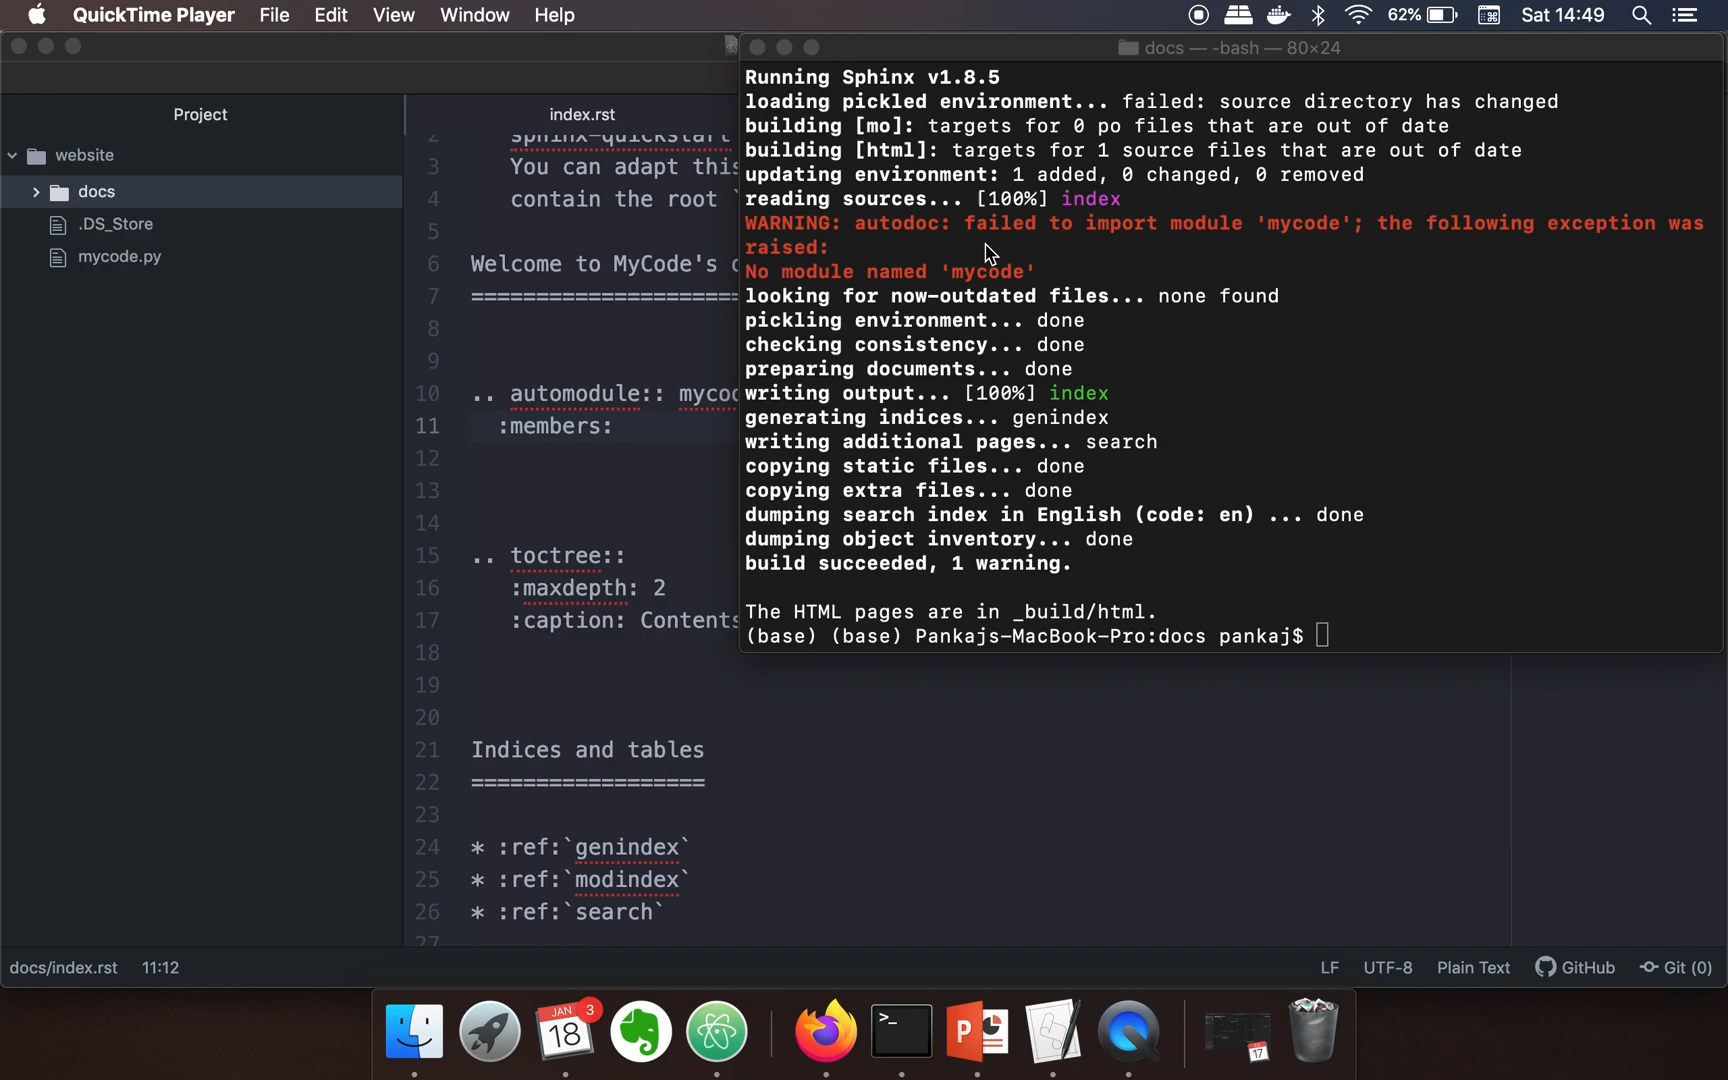 QuickTime Player File Edit View Window Help 62% Sat 14:49
Project
website
docs
.DS_Store
mycode.py
index.rst
2 sphinx-quickstart
3 You can adapt this
4 contain the root `
5
6 Welcome to MyCode's
7 =====================
8
9
10 .. automodule::
11 :members:
12
13
14
15 .. toctree::
16 :maxdepth: 2
17 :caption: Contents
18
19
20
21 Indices and tables
22 ==================
23
24 * :ref:`genindex`
25 * :ref:`modindex`
26 * :ref:`search`
27
docs — -bash — 80×24
Running Sphinx v1.8.5
loading pickled environment... failed: source directory has changed
building [mo]: targets for 0 po files that are out of date
building [html]: targets for 1 source files that are out of date
updating environment: 1 added, 0 changed, 0 removed
reading sources... [100%] index
WARNING: autodoc: failed to import module 'mycode'; the following exception was
raised:
No module named 'mycode'
looking for now-outdated files... none found
pickling environment... done
checking consistency... done
preparing documents... done
writing output... [100%] index
generating indices... genindex
writing additional pages... search
copying static files... done
copying extra files... done
dumping search index in English (code: en) ... done
dumping object inventory... done
build succeeded, 1 warning.
The HTML pages are in _build/html.
(base) (base) Pankajs-MacBook-Pro:docs pankaj$
docs/index.rst 11:12 LF UTF-8 Plain Text GitHub Git (0)
JAN
18
3
>_
P
17